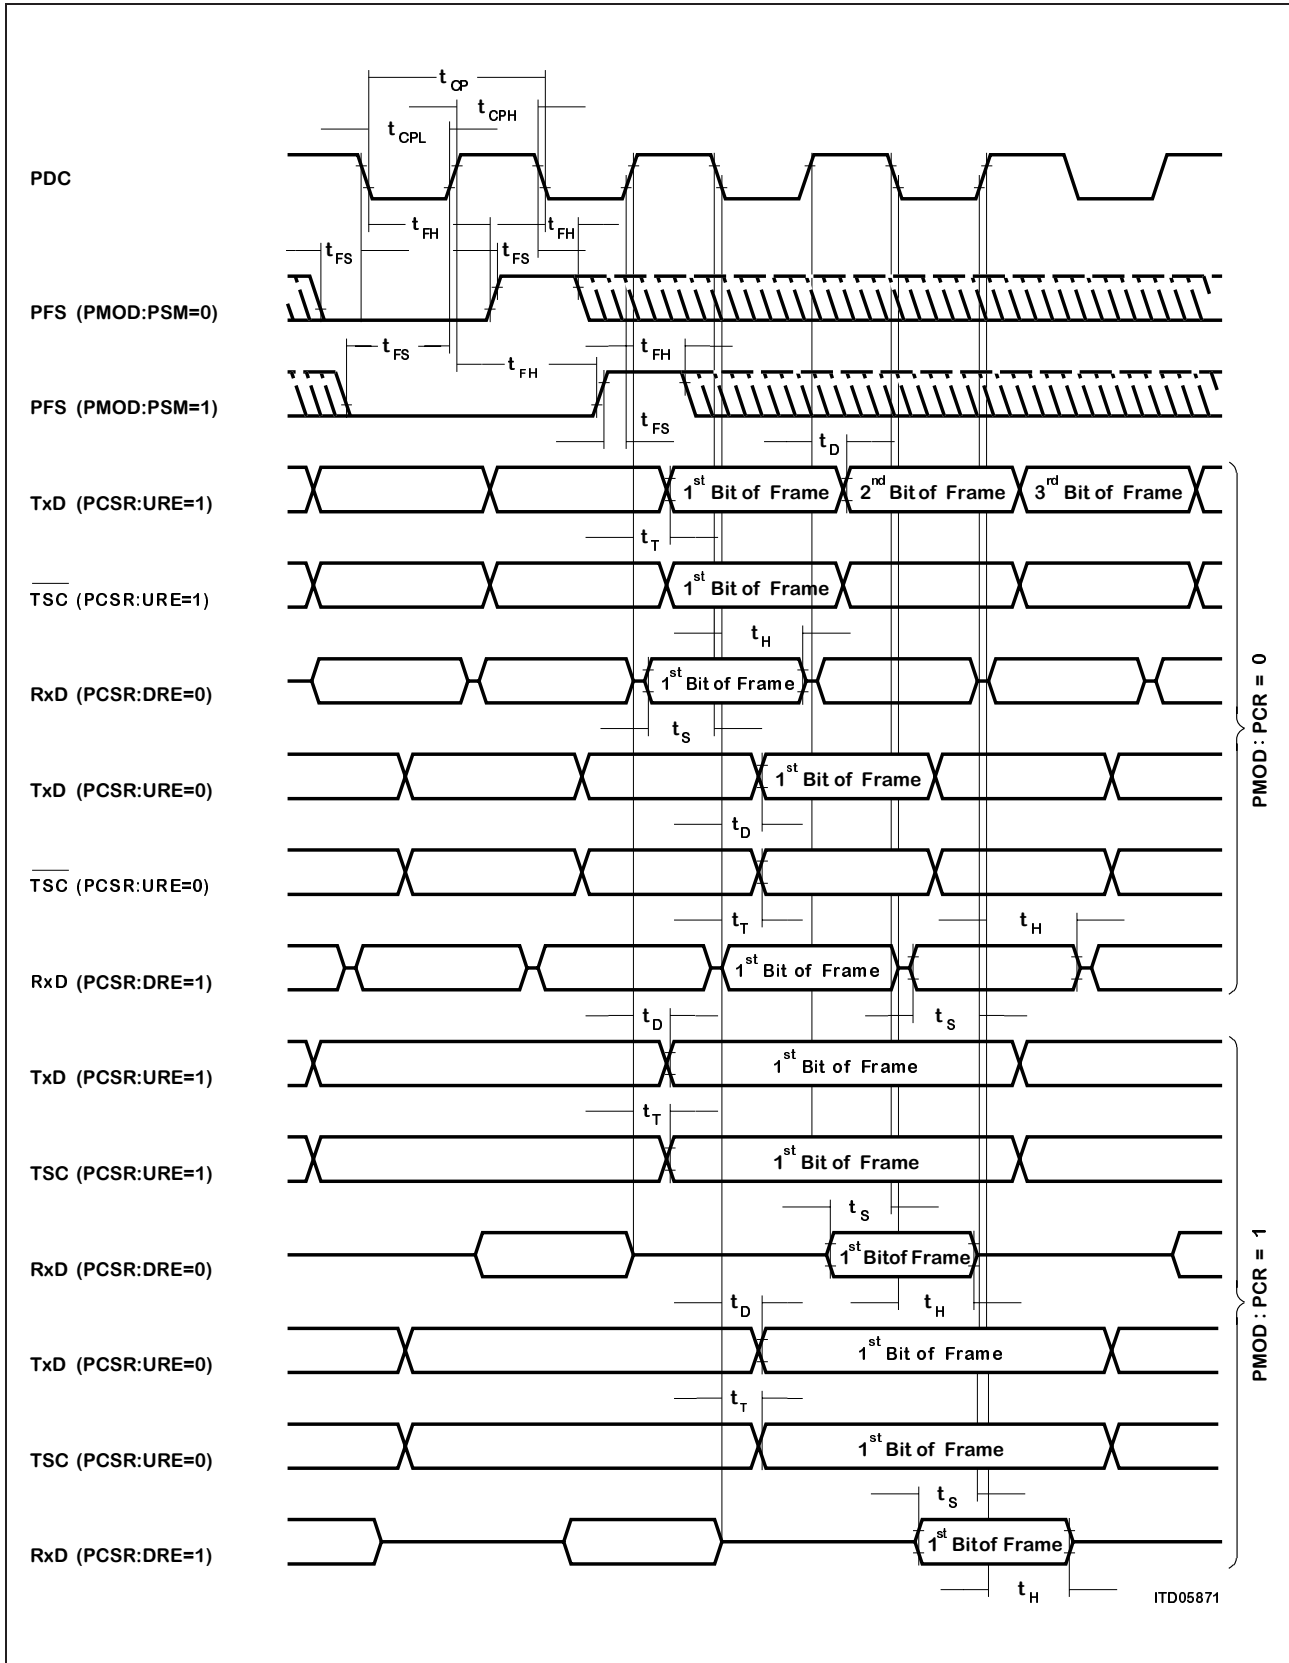 t CP
t CPH
t CPL
PDC
t FH t FH
t FS t FS
PFS (PMOD:PSM=0)
t FS t FH
t FH
PFS (PMOD:PSM=1)
t FS
t D
TxD (PCSR:URE=1) 1st Bit of Frame 2nd Bit of Frame 3rd Bit of Frame
t T
TSC (PCSR:URE=1) 1st Bit of Frame
t H
RxD (PCSR:DRE=0) 1st Bit of Frame
t S
TxD (PCSR:URE=0) 1st Bit of Frame
t D
TSC (PCSR:URE=0)
t T t H
RxD (PCSR:DRE=1) 1st Bit of Frame
PMOD : PCR = 0
t D t S
TxD (PCSR:URE=1) 1st Bit of Frame
t T
TSC (PCSR:URE=1) 1st Bit of Frame
t S
RxD (PCSR:DRE=0) 1st Bit of Frame
t D t H
TxD (PCSR:URE=0) 1st Bit of Frame
t T
TSC (PCSR:URE=0) 1st Bit of Frame
t S
RxD (PCSR:DRE=1) 1st Bit of Frame
t H
PMOD : PCR = 1
ITD05871